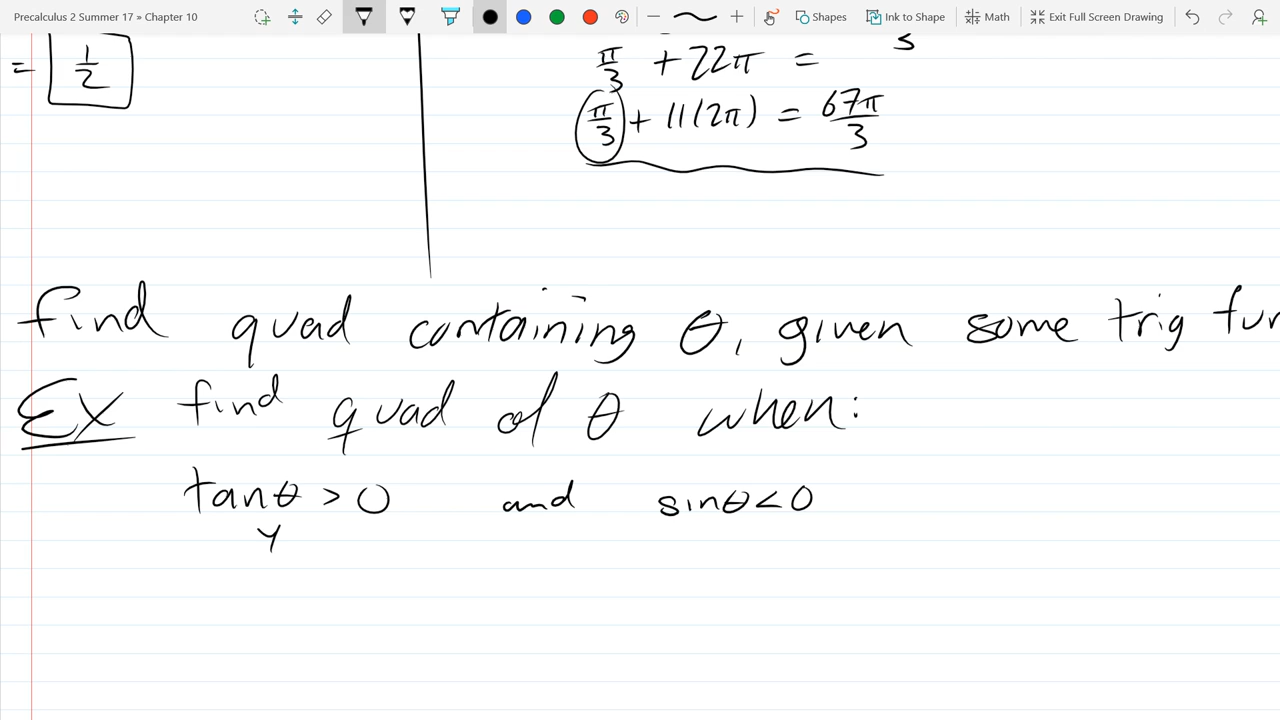 Precalculus 2 Summer 17 » Chapter 10
Shapes Ink to Shape Math Exit Full Screen Drawing
= 1/2
π/3 + 22π =
3
π/3 + 11(2π) = 67π/3
find quad containing θ, given some trig fun
Ex find quad of θ when:
tanθ > 0 and sinθ < 0
y